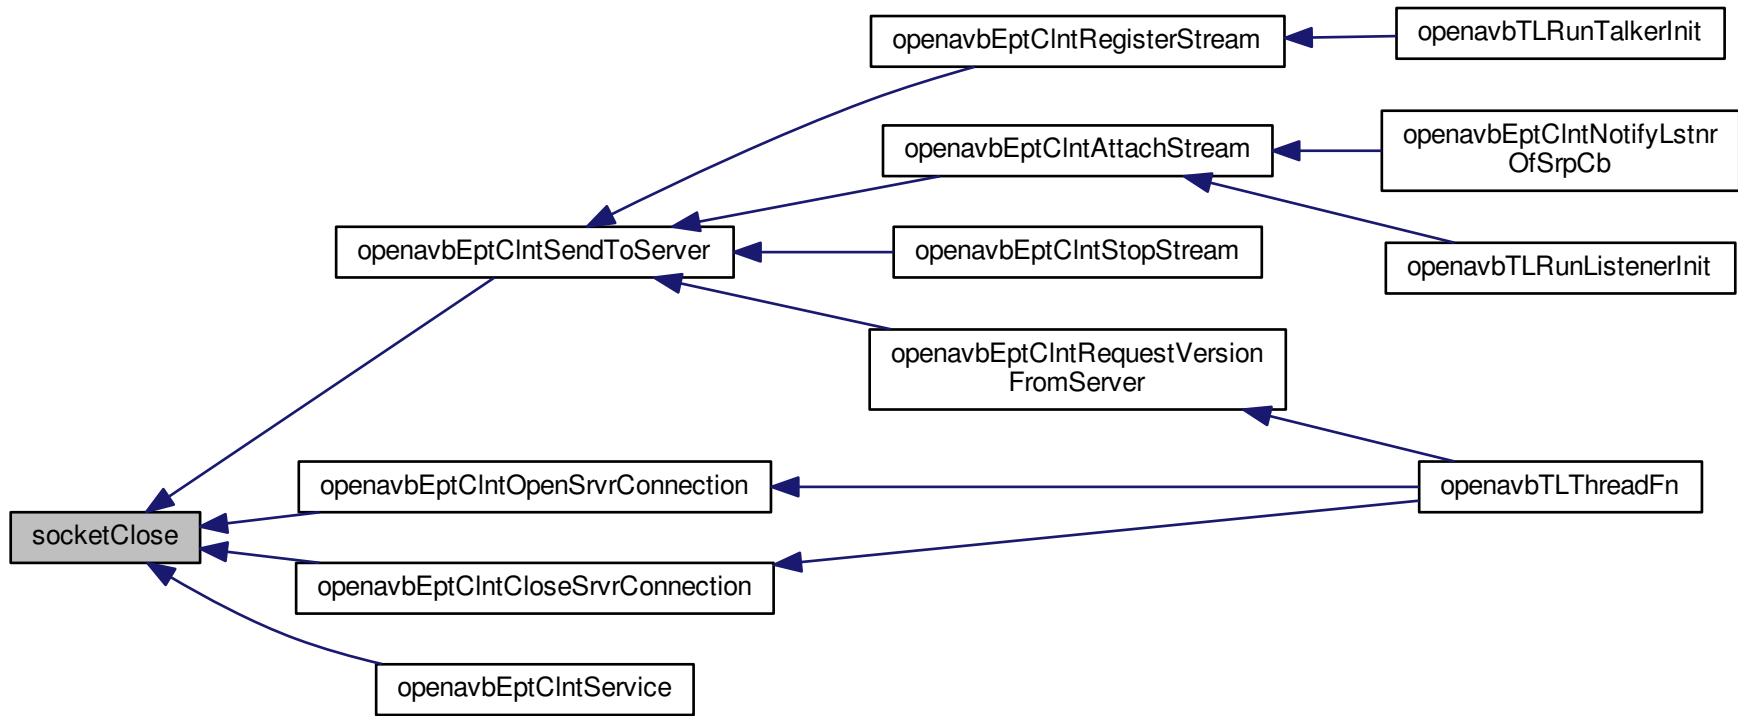 openavbEptClntRegisterStream
openavbTLRunTalkerInit
openavbEptClntAttachStream
openavbEptClntNotifyLstnr
OfSrpCb
openavbEptClntSendToServer
openavbEptClntStopStream
openavbTLRunListenerInit
openavbEptClntRequestVersion
FromServer
openavbEptClntOpenSrvrConnection
openavbTLThreadFn
socketClose
openavbEptClntCloseSrvrConnection
openavbEptClntService